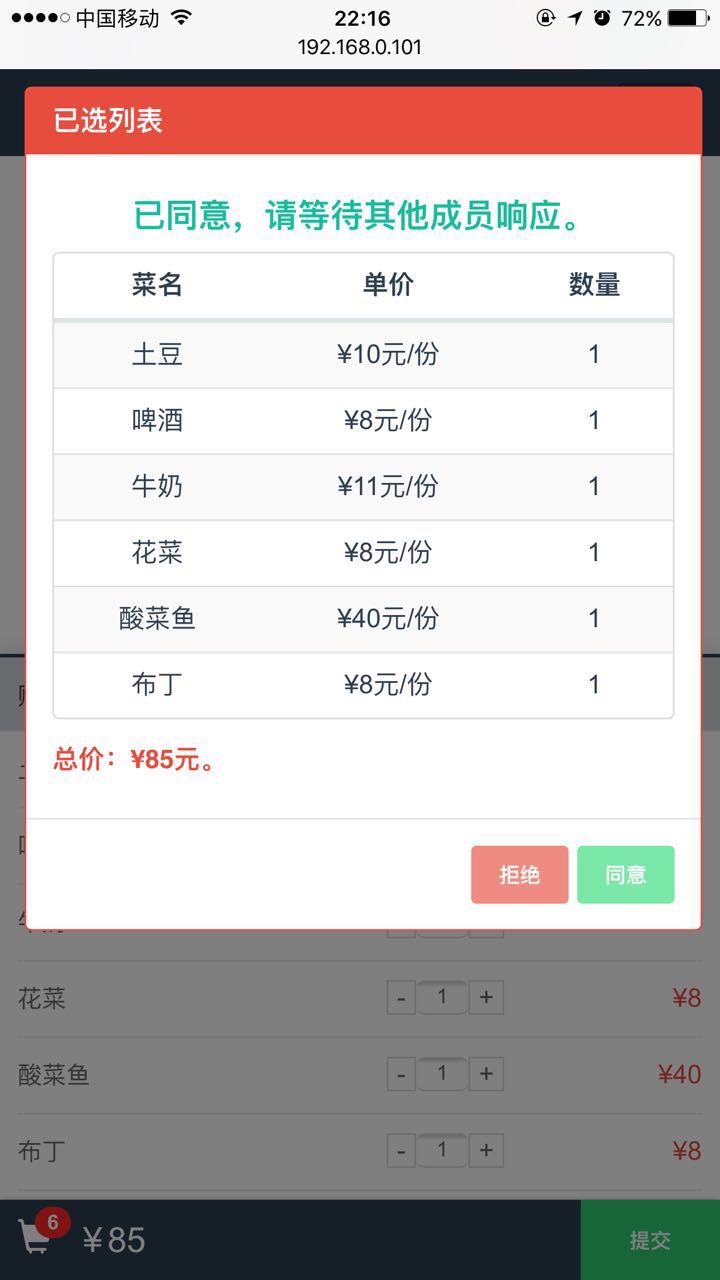 中国移动 22:16 72%
192.168.0.101
已选列表
已同意，请等待其他成员响应。
菜名 单价 数量
土豆 ¥10元/份 1
啤酒 ¥8元/份 1
牛奶 ¥11元/份 1
花菜 ¥8元/份 1
酸菜鱼 ¥40元/份 1
布丁 ¥8元/份 1
总价：¥85元。
拒绝 同意
花菜 - 1 + ¥8
酸菜鱼 - 1 + ¥40
布丁 - 1 + ¥8
6 ¥85 提交